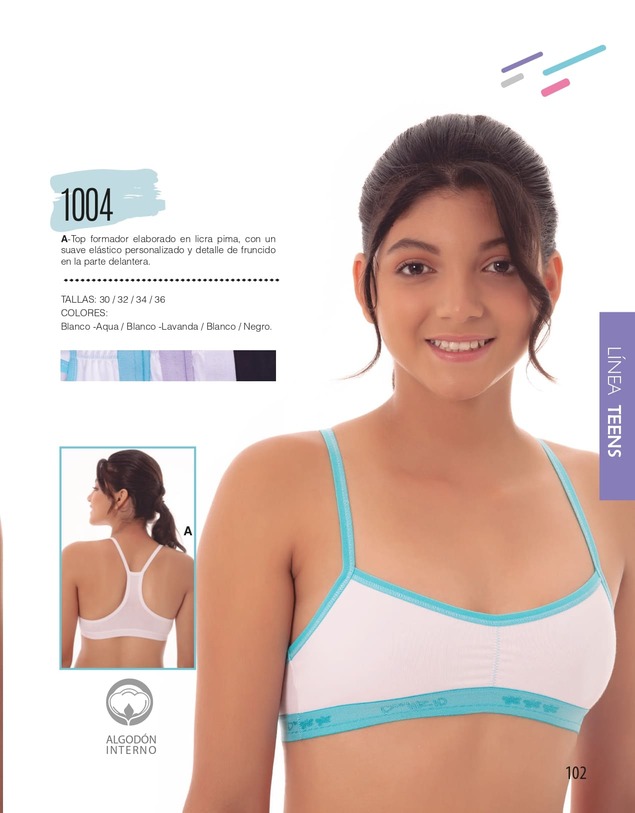 1004
A-Top formador elaborado en licra pima, con un
suave elástico personalizado y detalle de fruncido
en la parte delantera.
TALLAS: 30 / 32 / 34 / 36
COLORES:
Blanco -Aqua / Blanco -Lavanda / Blanco / Negro.
LÍNEA TEENS
A
ALGODÓN
INTERNO
102